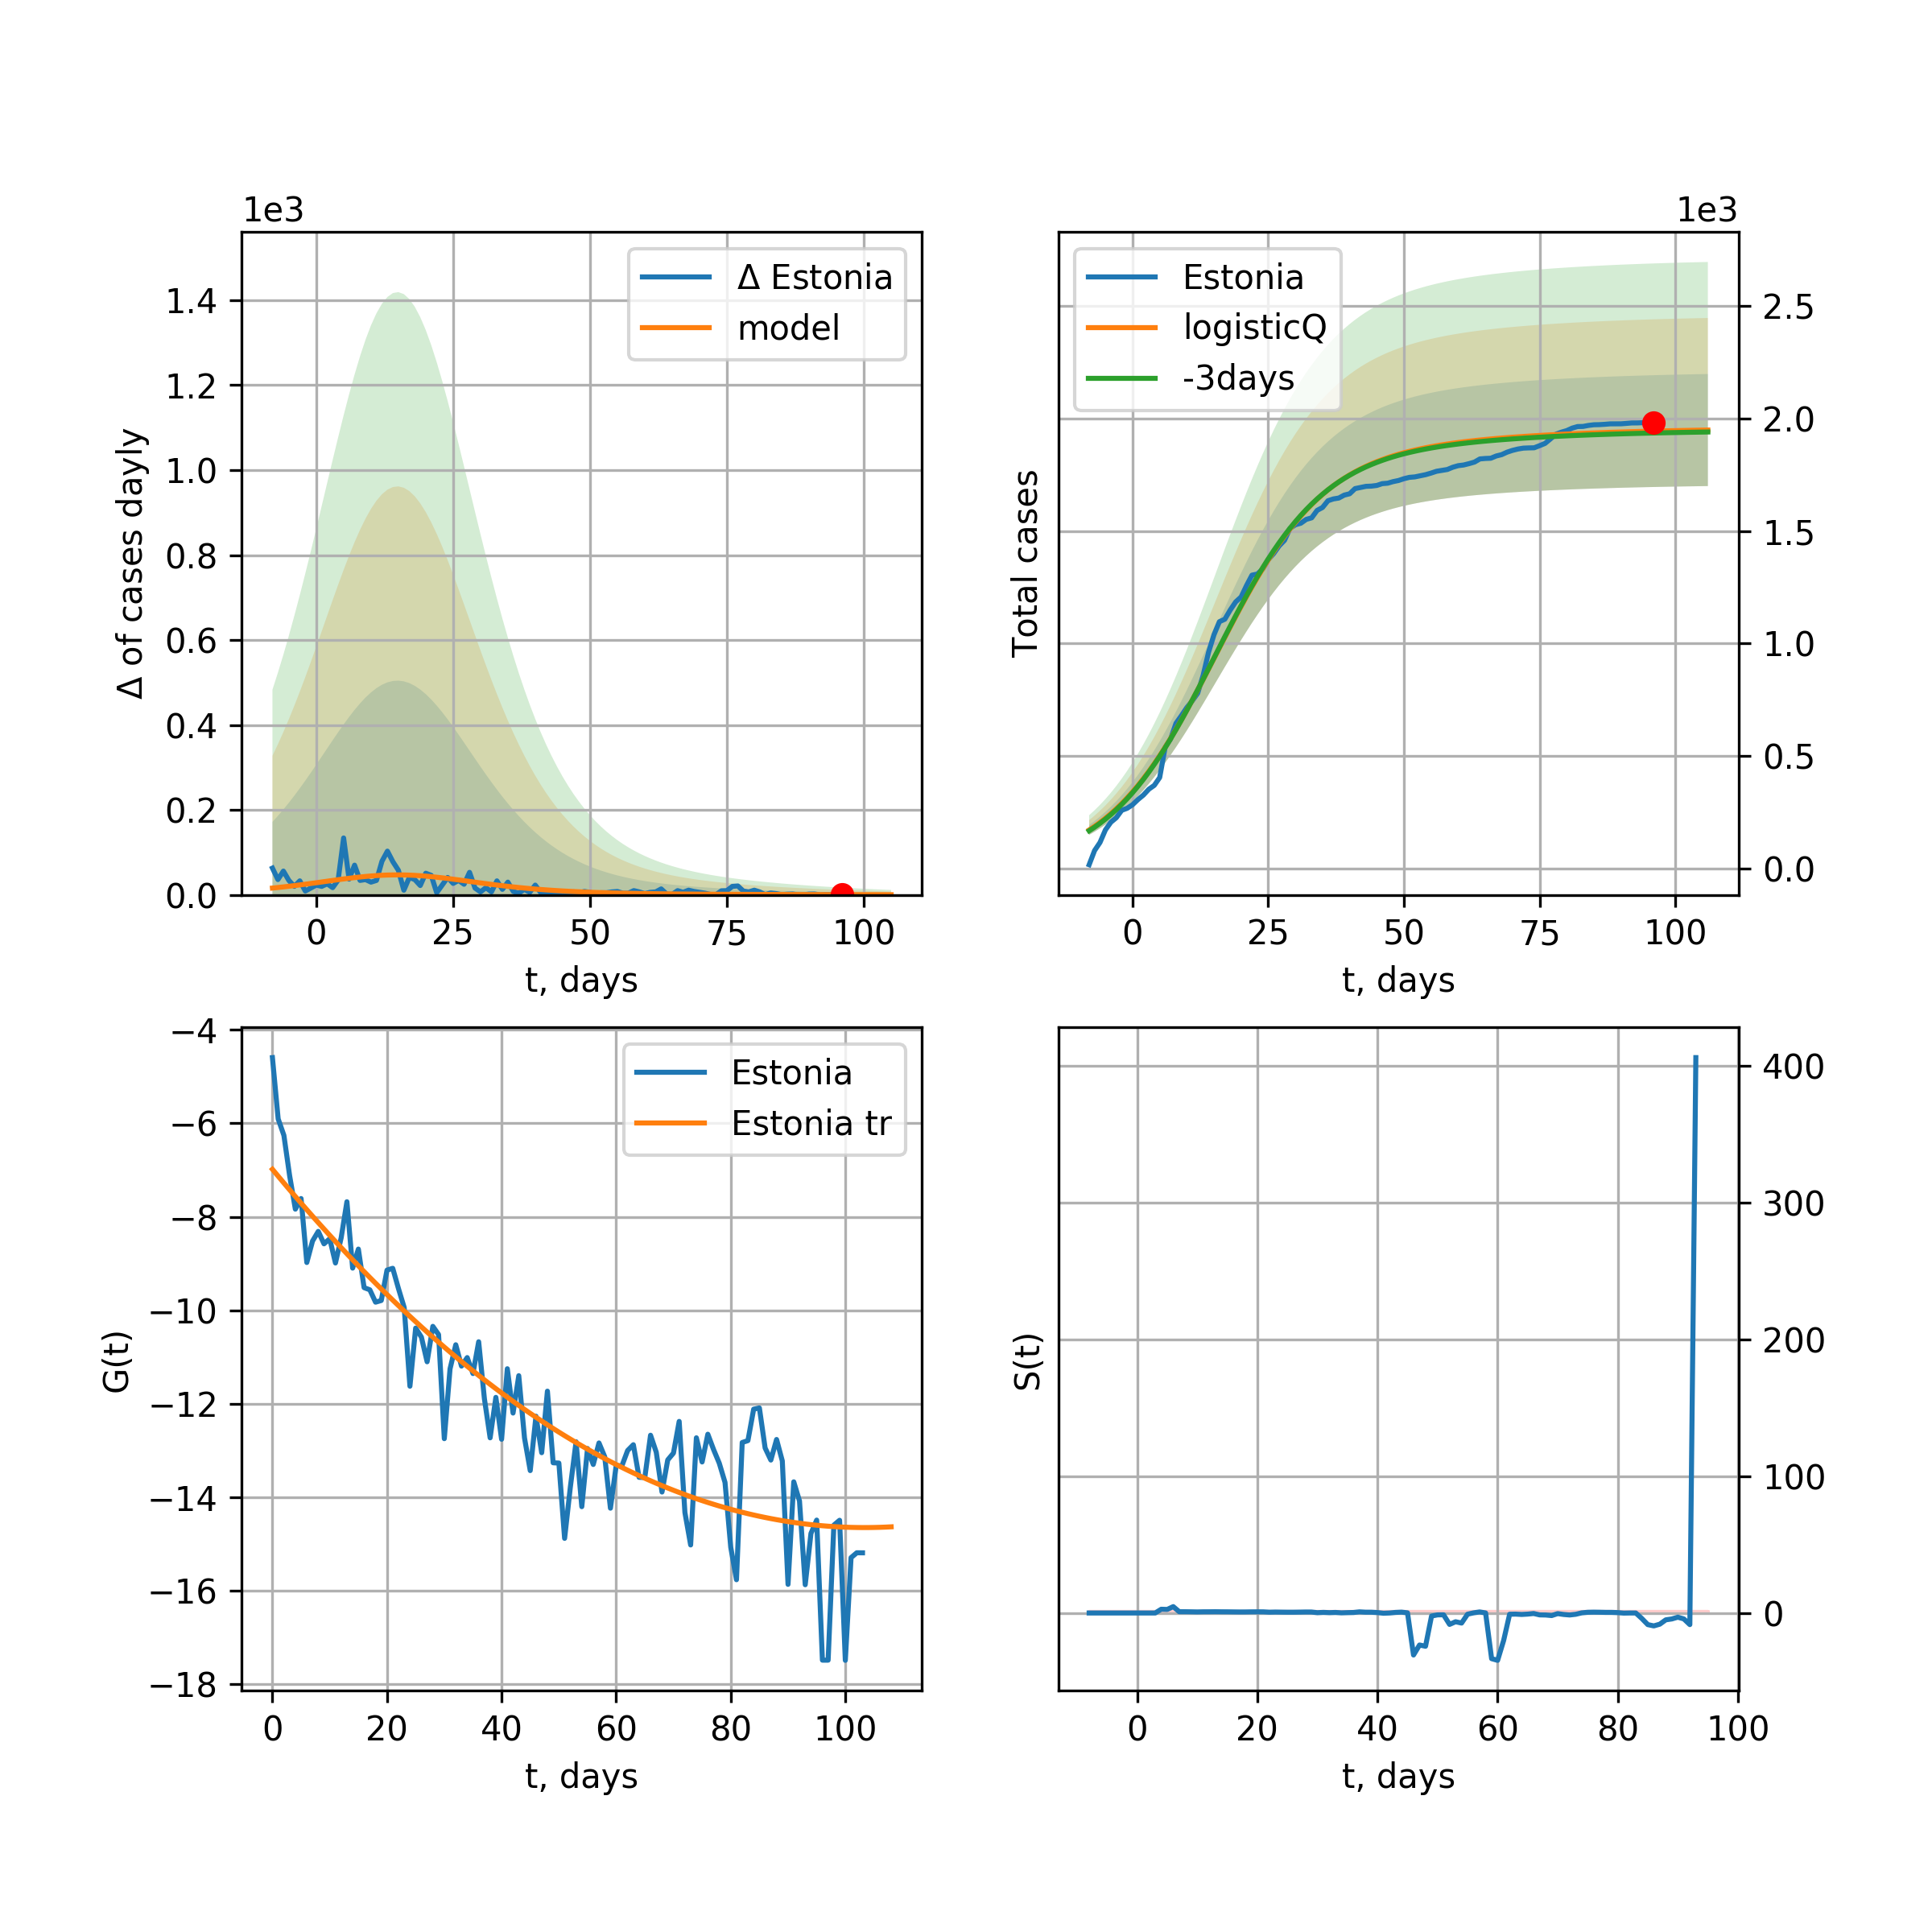 1e3
Δ of cases dayly
1.4
1.2
1.0
0.8
0.6
0.4
0.2
0.0
Δ Estonia
model
0 25 50 75 100
t, days
1e3
Total cases
Estonia
logisticQ
-3days
2.5
2.0
1.5
1.0
0.5
0.0
0 25 50 75 100
t, days
G(t)
−4
−6
−8
−10
−12
−14
−16
−18
Estonia
Estonia tr
0 20 40 60 80 100
t, days
S(t)
400
300
200
100
0
0 20 40 60 80 100
t, days